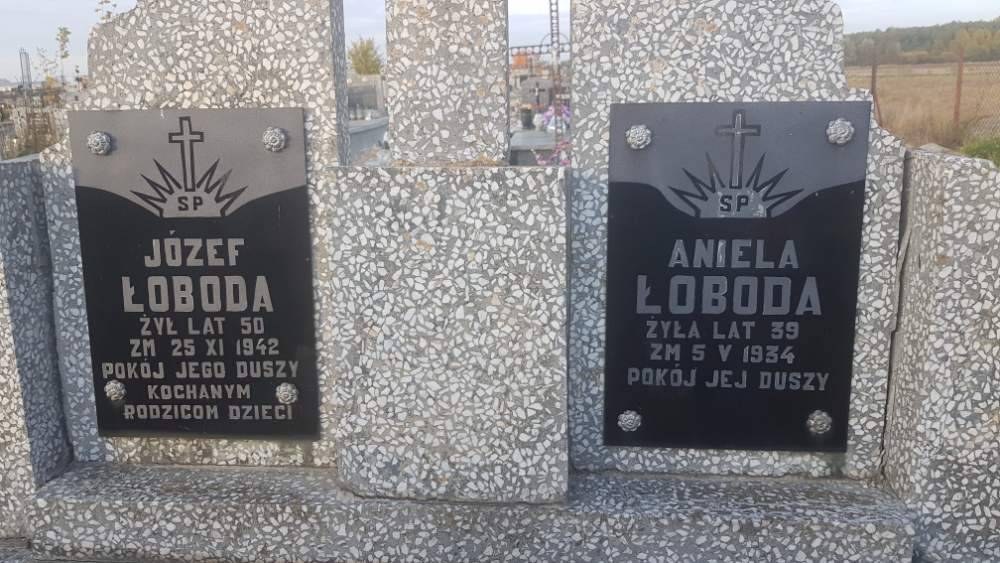 SP
JÓZEF
ŁOBODA
ŻYŁ LAT 50
ZM 25 XI 1942
POKÓJ JEGO DUSZY
KOCHANYM
RODZICOM DZIECI
SP
ANIELA
ŁOBODA
ŻYŁA LAT 39
ZM 5 V 1934
POKÓJ JEJ DUSZY